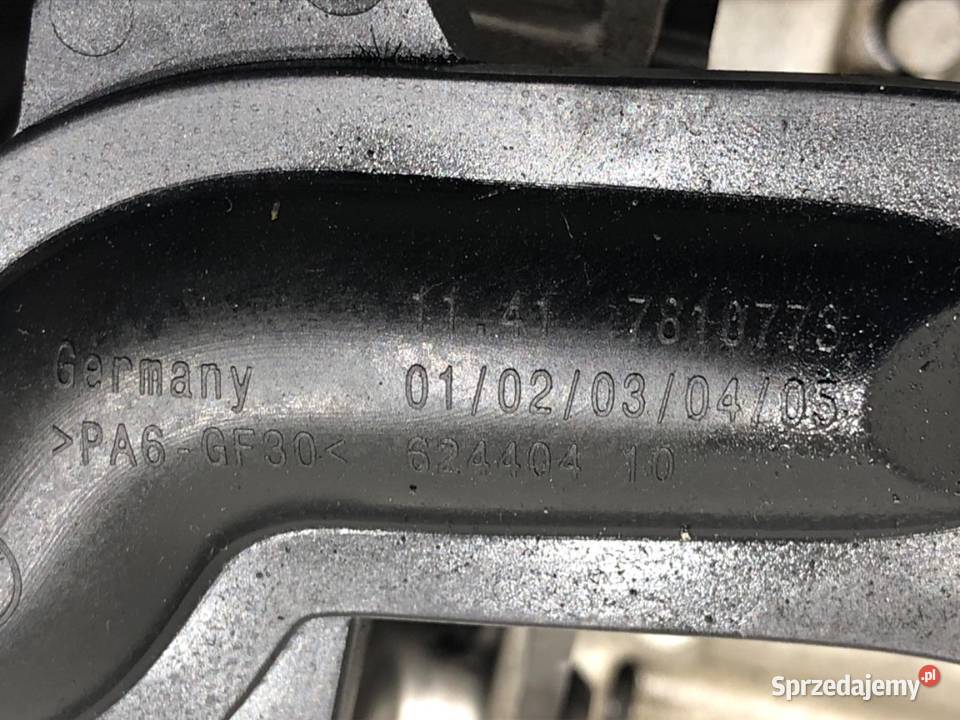 11.41 7810773
Germany 01/02/03/04/05
>PA6-GF30< 624404 10
Sprzedajemy.pl